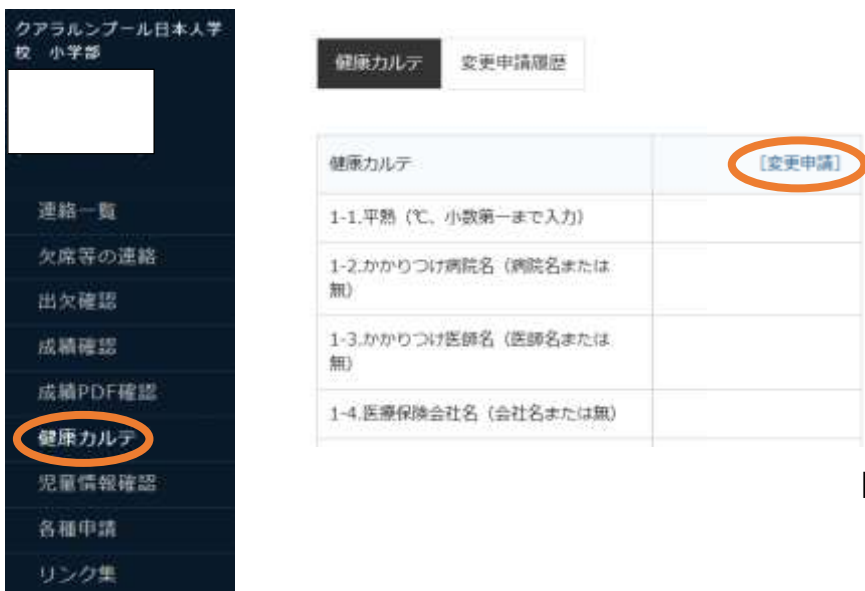 クアラルンプール日本人学
校 小学部
連絡一覧
欠席等の連絡
出欠確認
成績確認
成績PDF確認
健康カルテ
児童情報確認
各種申請
リンク集
健康カルテ 変更申請履歴
健康カルテ [変更申請]
1-1.平熱（℃、小数第一まで入力）
1-2.かかりつけ病院名（病院名または
無）
1-3.かかりつけ医師名（医師名または
無）
1-4.医療保険会社名（会社名または無）